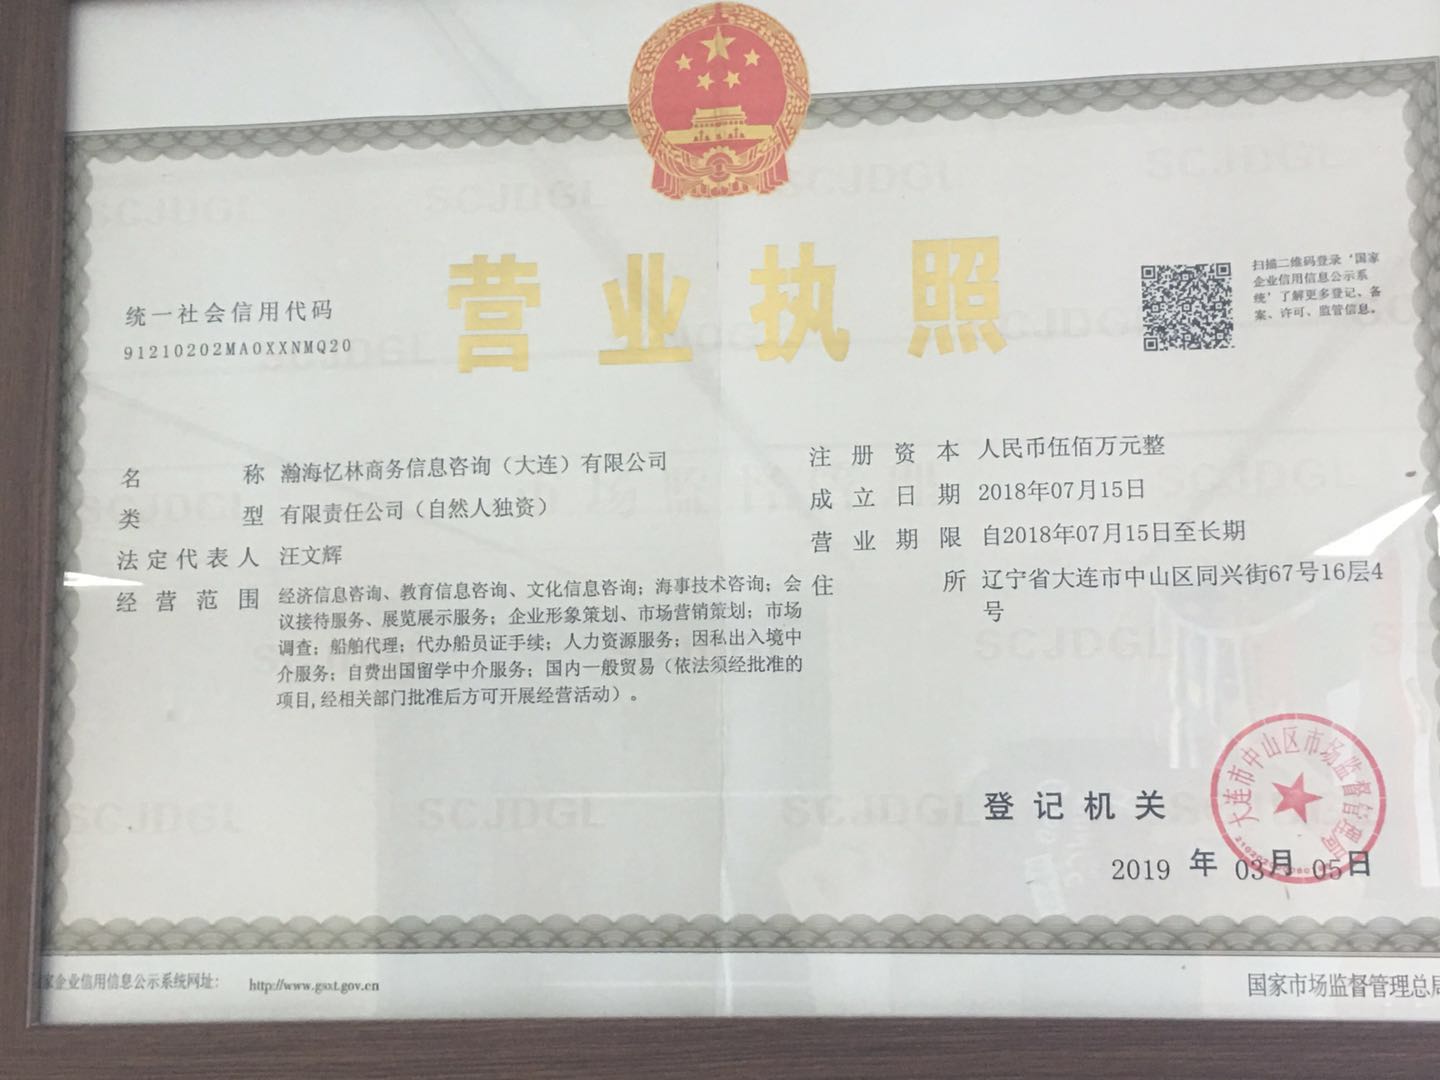 营业执照
统一社会信用代码
91210202MA0XXNMQ20
扫描二维码登录‘国家
企业信用信息公示系
统’了解更多登记、备
案、许可、监管信息。
名 称 瀚海忆林商务信息咨询（大连）有限公司
类 型 有限责任公司（自然人独资）
法定代表人 汪文辉
经营范围 经济信息咨询、教育信息咨询、文化信息咨询；海事技术咨询；会
议接待服务、展览展示服务；企业形象策划、市场营销策划；市场
调查；船舶代理；代办船员证手续；人力资源服务；因私出入境中
介服务；自费出国留学中介服务；国内一般贸易（依法须经批准的
项目,经相关部门批准后方可开展经营活动）。
注册资本 人民币伍佰万元整
成立日期 2018年07月15日
营业期限 自2018年07月15日至长期
住 所 辽宁省大连市中山区同兴街67号16层4
号
登记机关
大连市中山区市场监督管理局
2019 年 03月 05日
家企业信用信息公示系统网址： http://www.gsxt.gov.cn
国家市场监督管理总局
SCJDGL